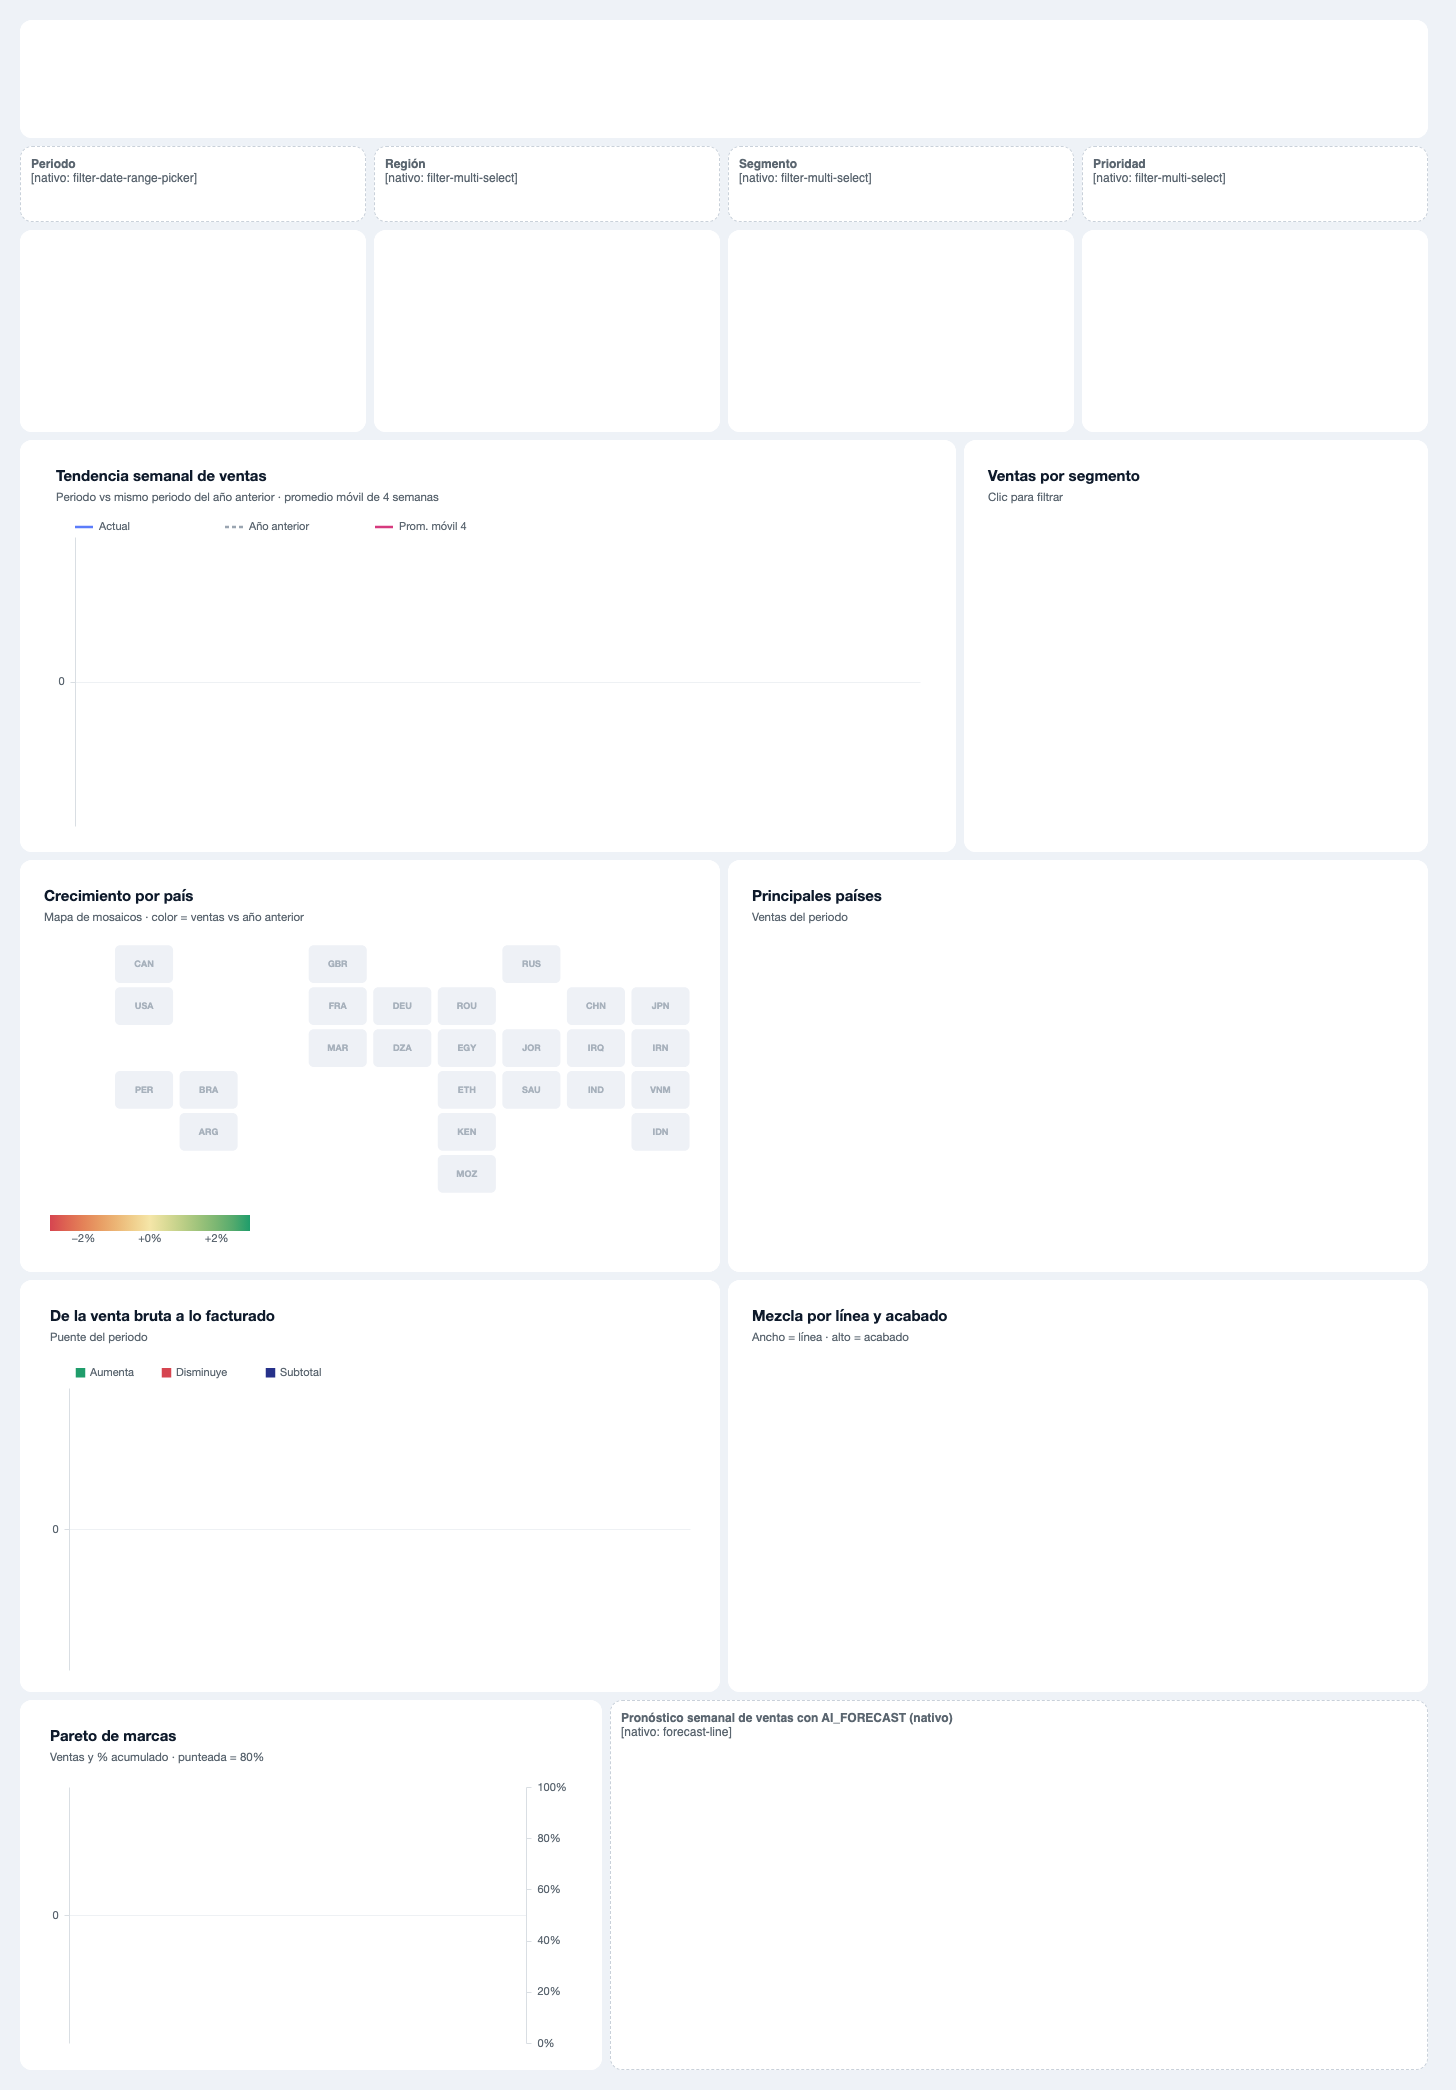 Periodo
[nativo: filter-date-range-picker]
Región
[nativo: filter-multi-select]
Segmento
[nativo: filter-multi-select]
Prioridad
[nativo: filter-multi-select]
Tendencia semanal de ventas
Periodo vs mismo periodo del año anterior · promedio móvil de 4 semanas
Actual
Año anterior
Prom. móvil 4
0
Ventas por segmento
Clic para filtrar
Crecimiento por país
Mapa de mosaicos · color = ventas vs año anterior
CAN
GBR
RUS
USA
FRA
DEU
ROU
CHN
JPN
MAR
DZA
EGY
JOR
IRQ
IRN
PER
BRA
ETH
SAU
IND
VNM
ARG
KEN
IDN
MOZ
−2%
+0%
+2%
Principales países
Ventas del periodo
De la venta bruta a lo facturado
Puente del periodo
Aumenta
Disminuye
Subtotal
0
Mezcla por línea y acabado
Ancho = línea · alto = acabado
Pareto de marcas
Ventas y % acumulado · punteada = 80%
100%
80%
60%
0
40%
20%
0%
Pronóstico semanal de ventas con AI_FORECAST (nativo)
[nativo: forecast-line]